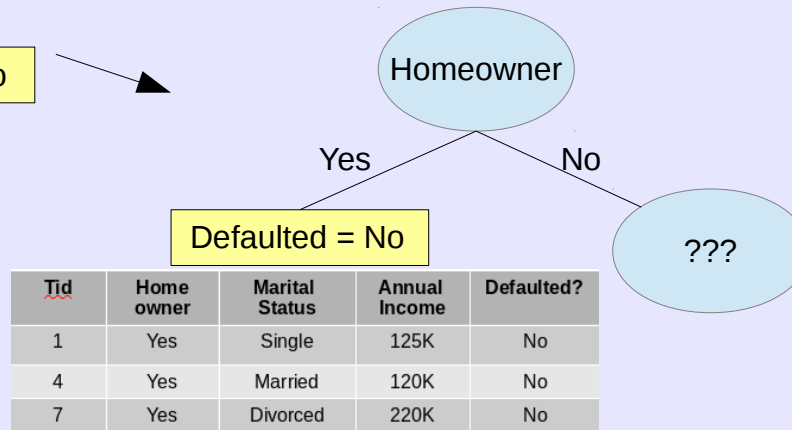 Homeowner
Yes
No
Defaulted = No
???
Tid Home owner Marital Status Annual Income Defaulted?
1 Yes Single 125K No
4 Yes Married 120K No
7 Yes Divorced 220K No